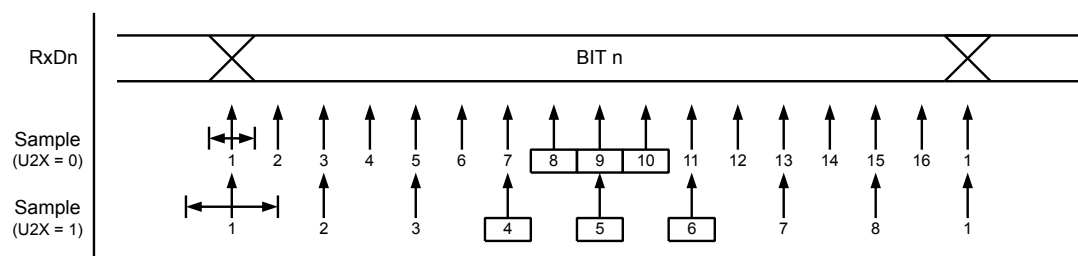 RxDn BIT n
Sample
(U2X = 0) 1 2 3 4 5 6 7 8 9 10 11 12 13 14 15 16 1
Sample
(U2X = 1) 1 2 3 4 5 6 7 8 1